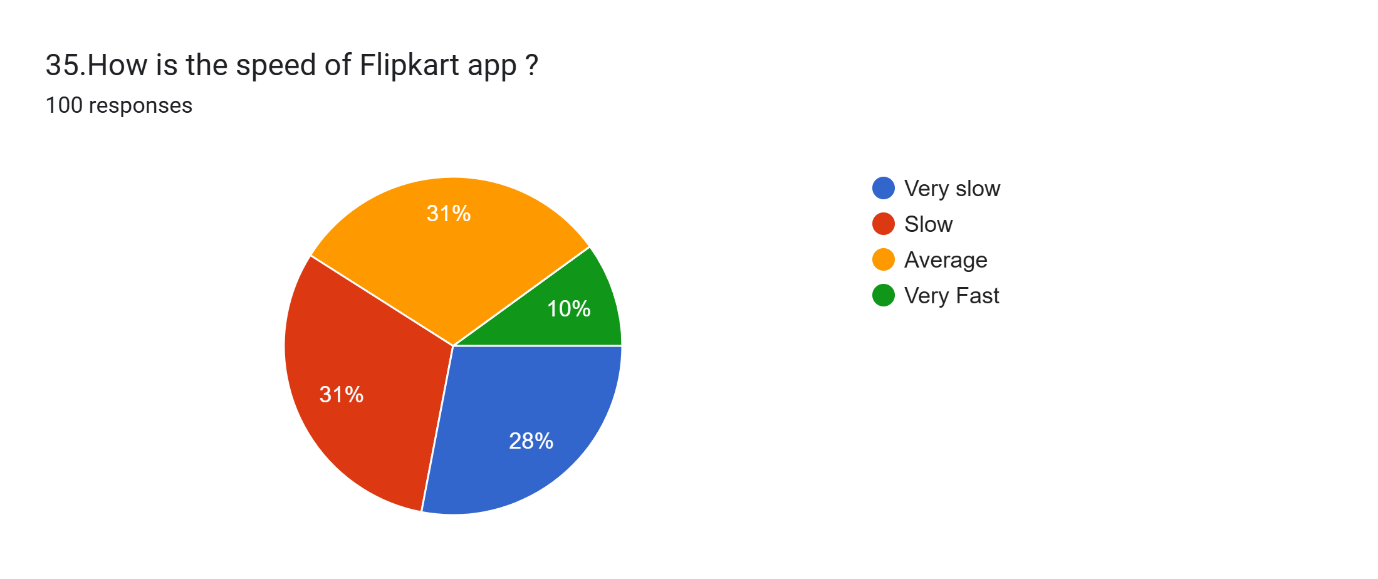 35.How is the speed of Flipkart app ?
100 responses
31%
10%
31%
28%
Very slow
Slow
Average
Very Fast